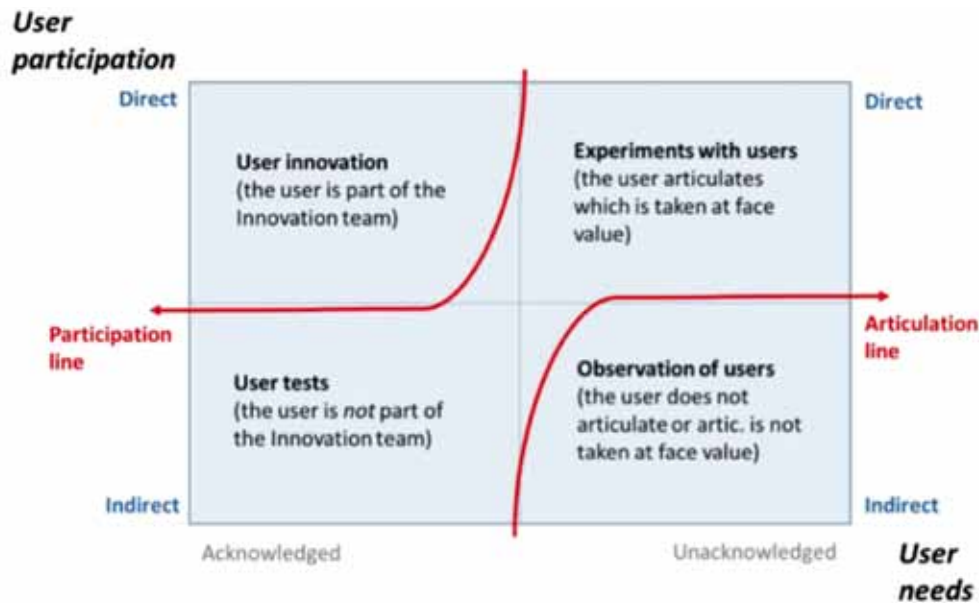 User
participation
Direct
Direct
User innovation
(the user is part of the
Innovation team)
Experiments with users
(the user articulates
which is taken at face
value)
Participation
line
Articulation
line
User tests
(the user is not part of
the Innovation team)
Observation of users
(the user does not
articulate or artic. is not
taken at face value)
Indirect
Indirect
Acknowledged
Unacknowledged
User
needs